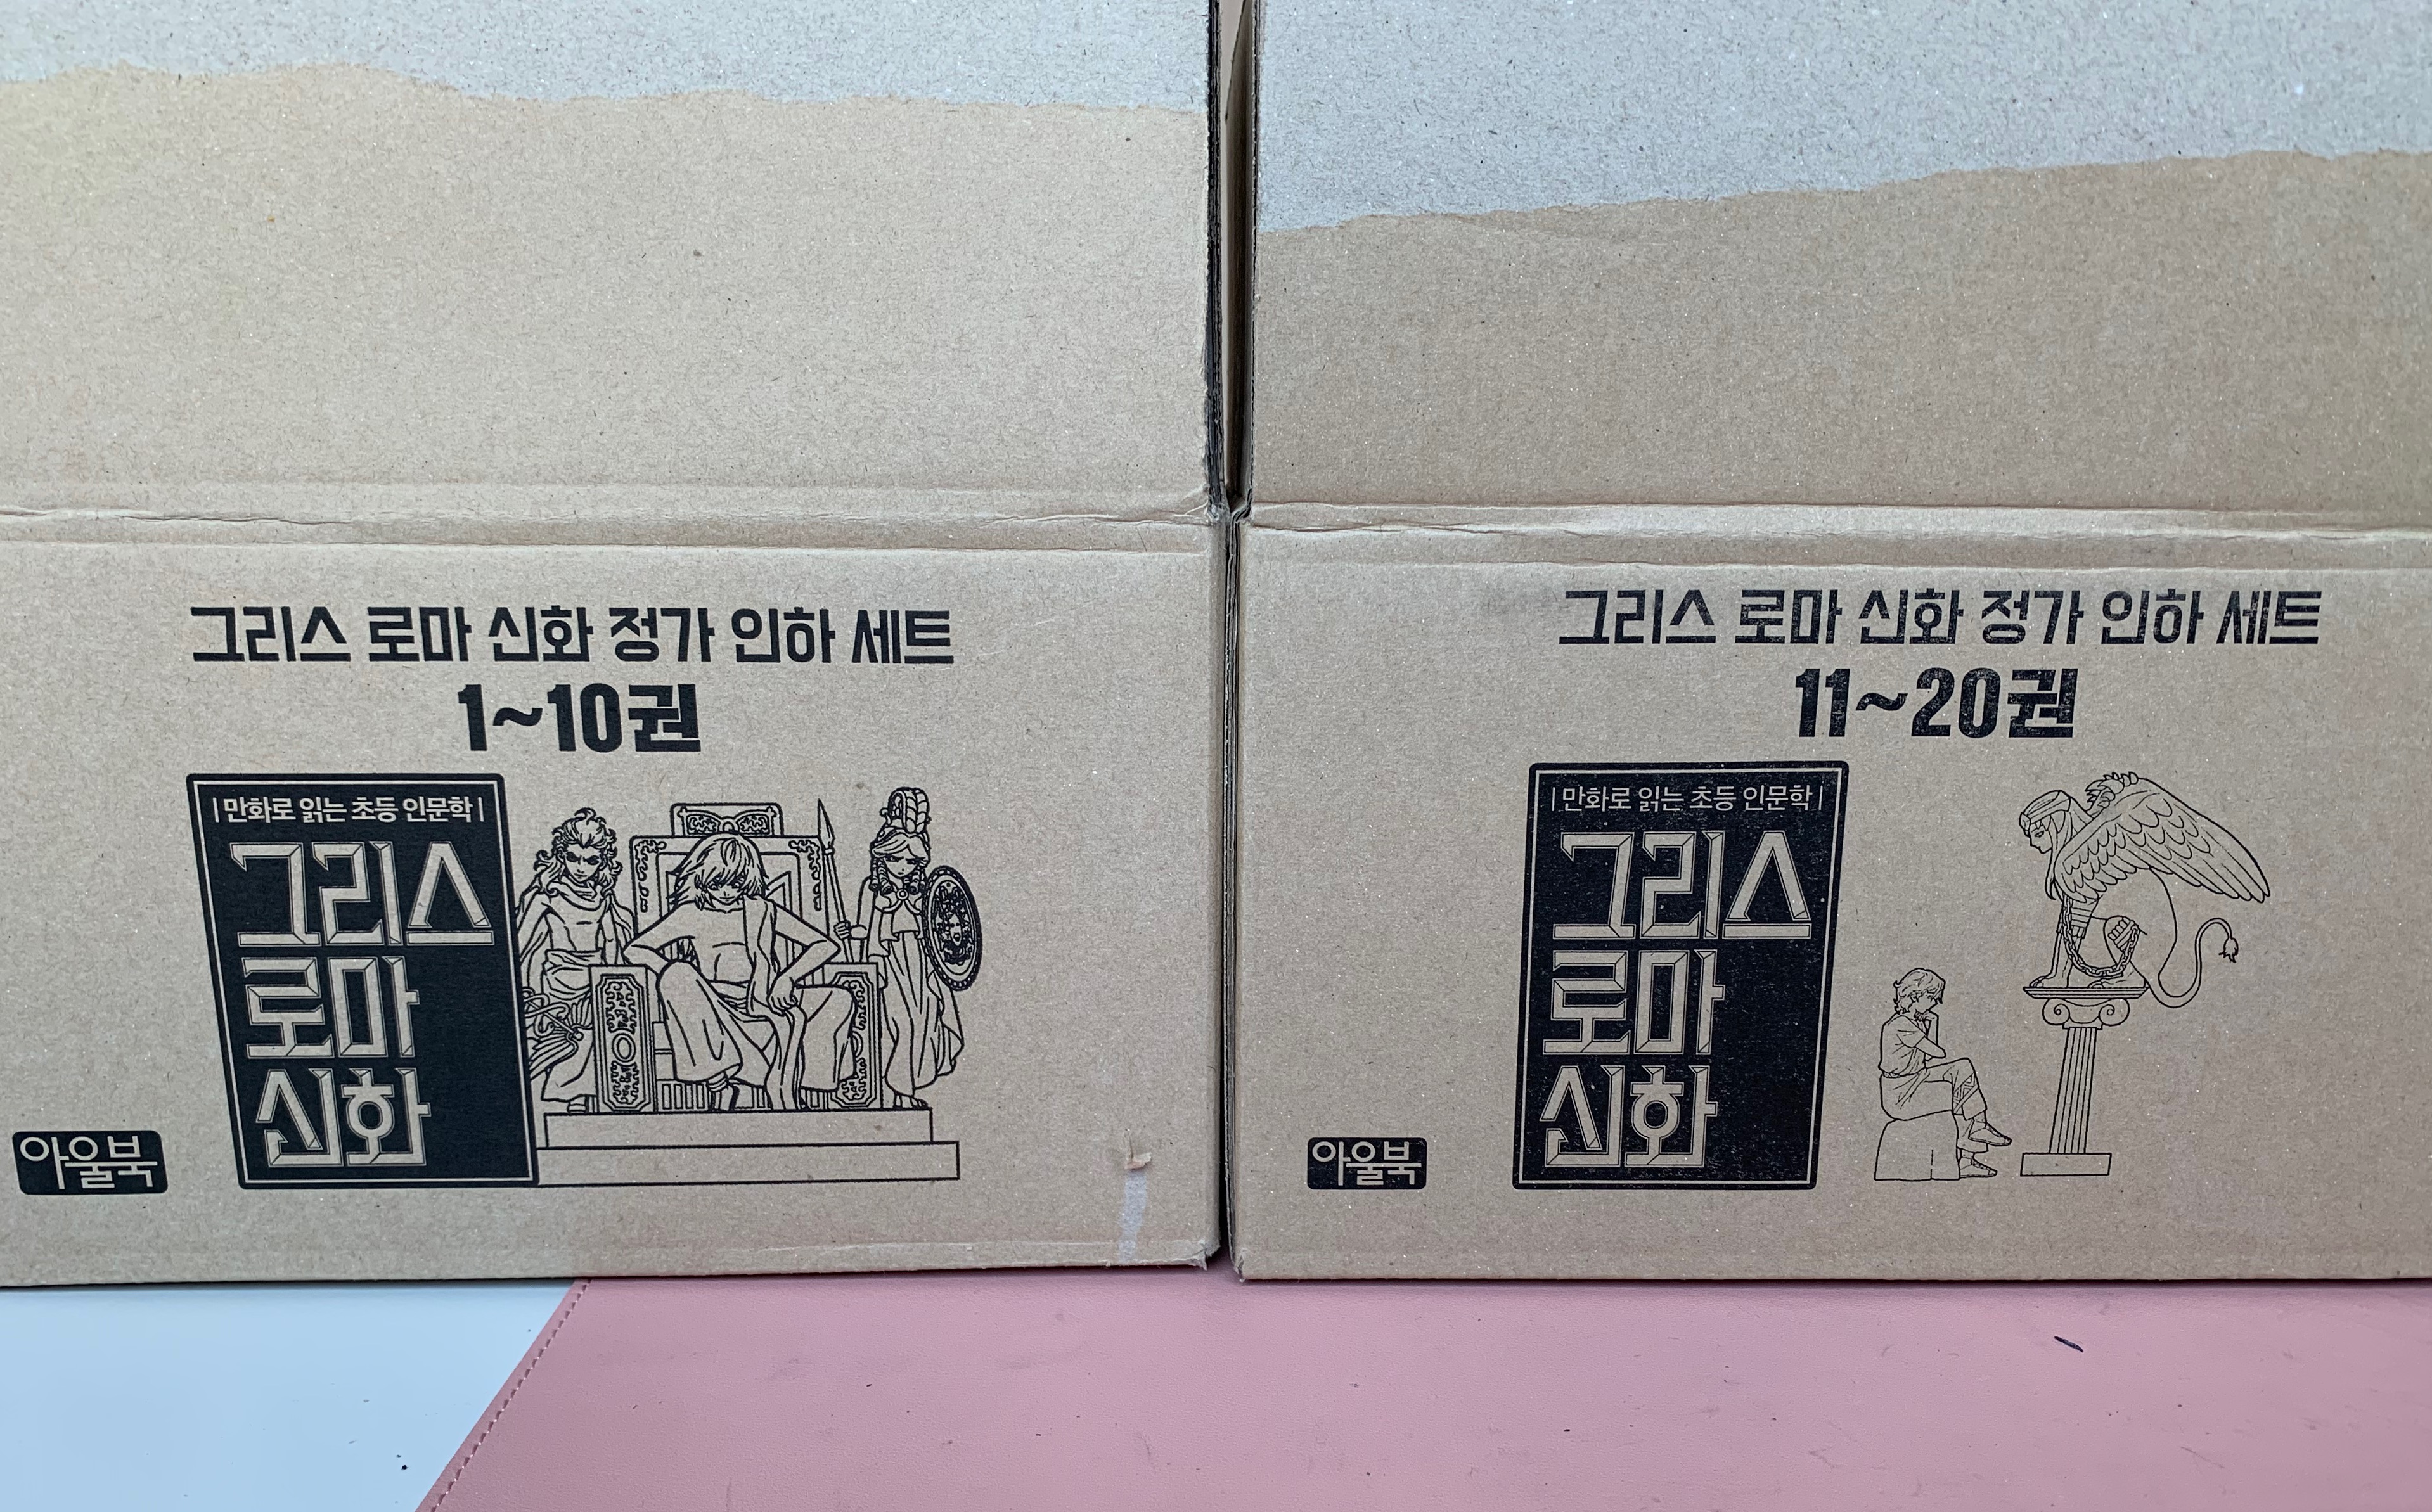 그리스 로마 신화 정가 인하 세트
1~10권
|만화로 읽는 초등 인문학|
그리스
로마
신화
아울북
그리스 로마 신화 정가 인하 세트
11~20권
|만화로 읽는 초등 인문학|
그리스
로마
신화
아울북